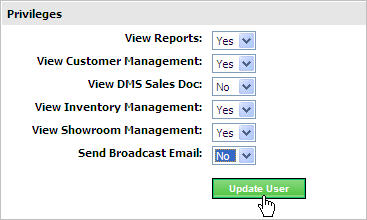 Privileges
View Reports: Yes
View Customer Management: Yes
View DMS Sales Doc: No
View Inventory Management: Yes
View Showroom Management: Yes
Send Broadcast Email: No
Update User